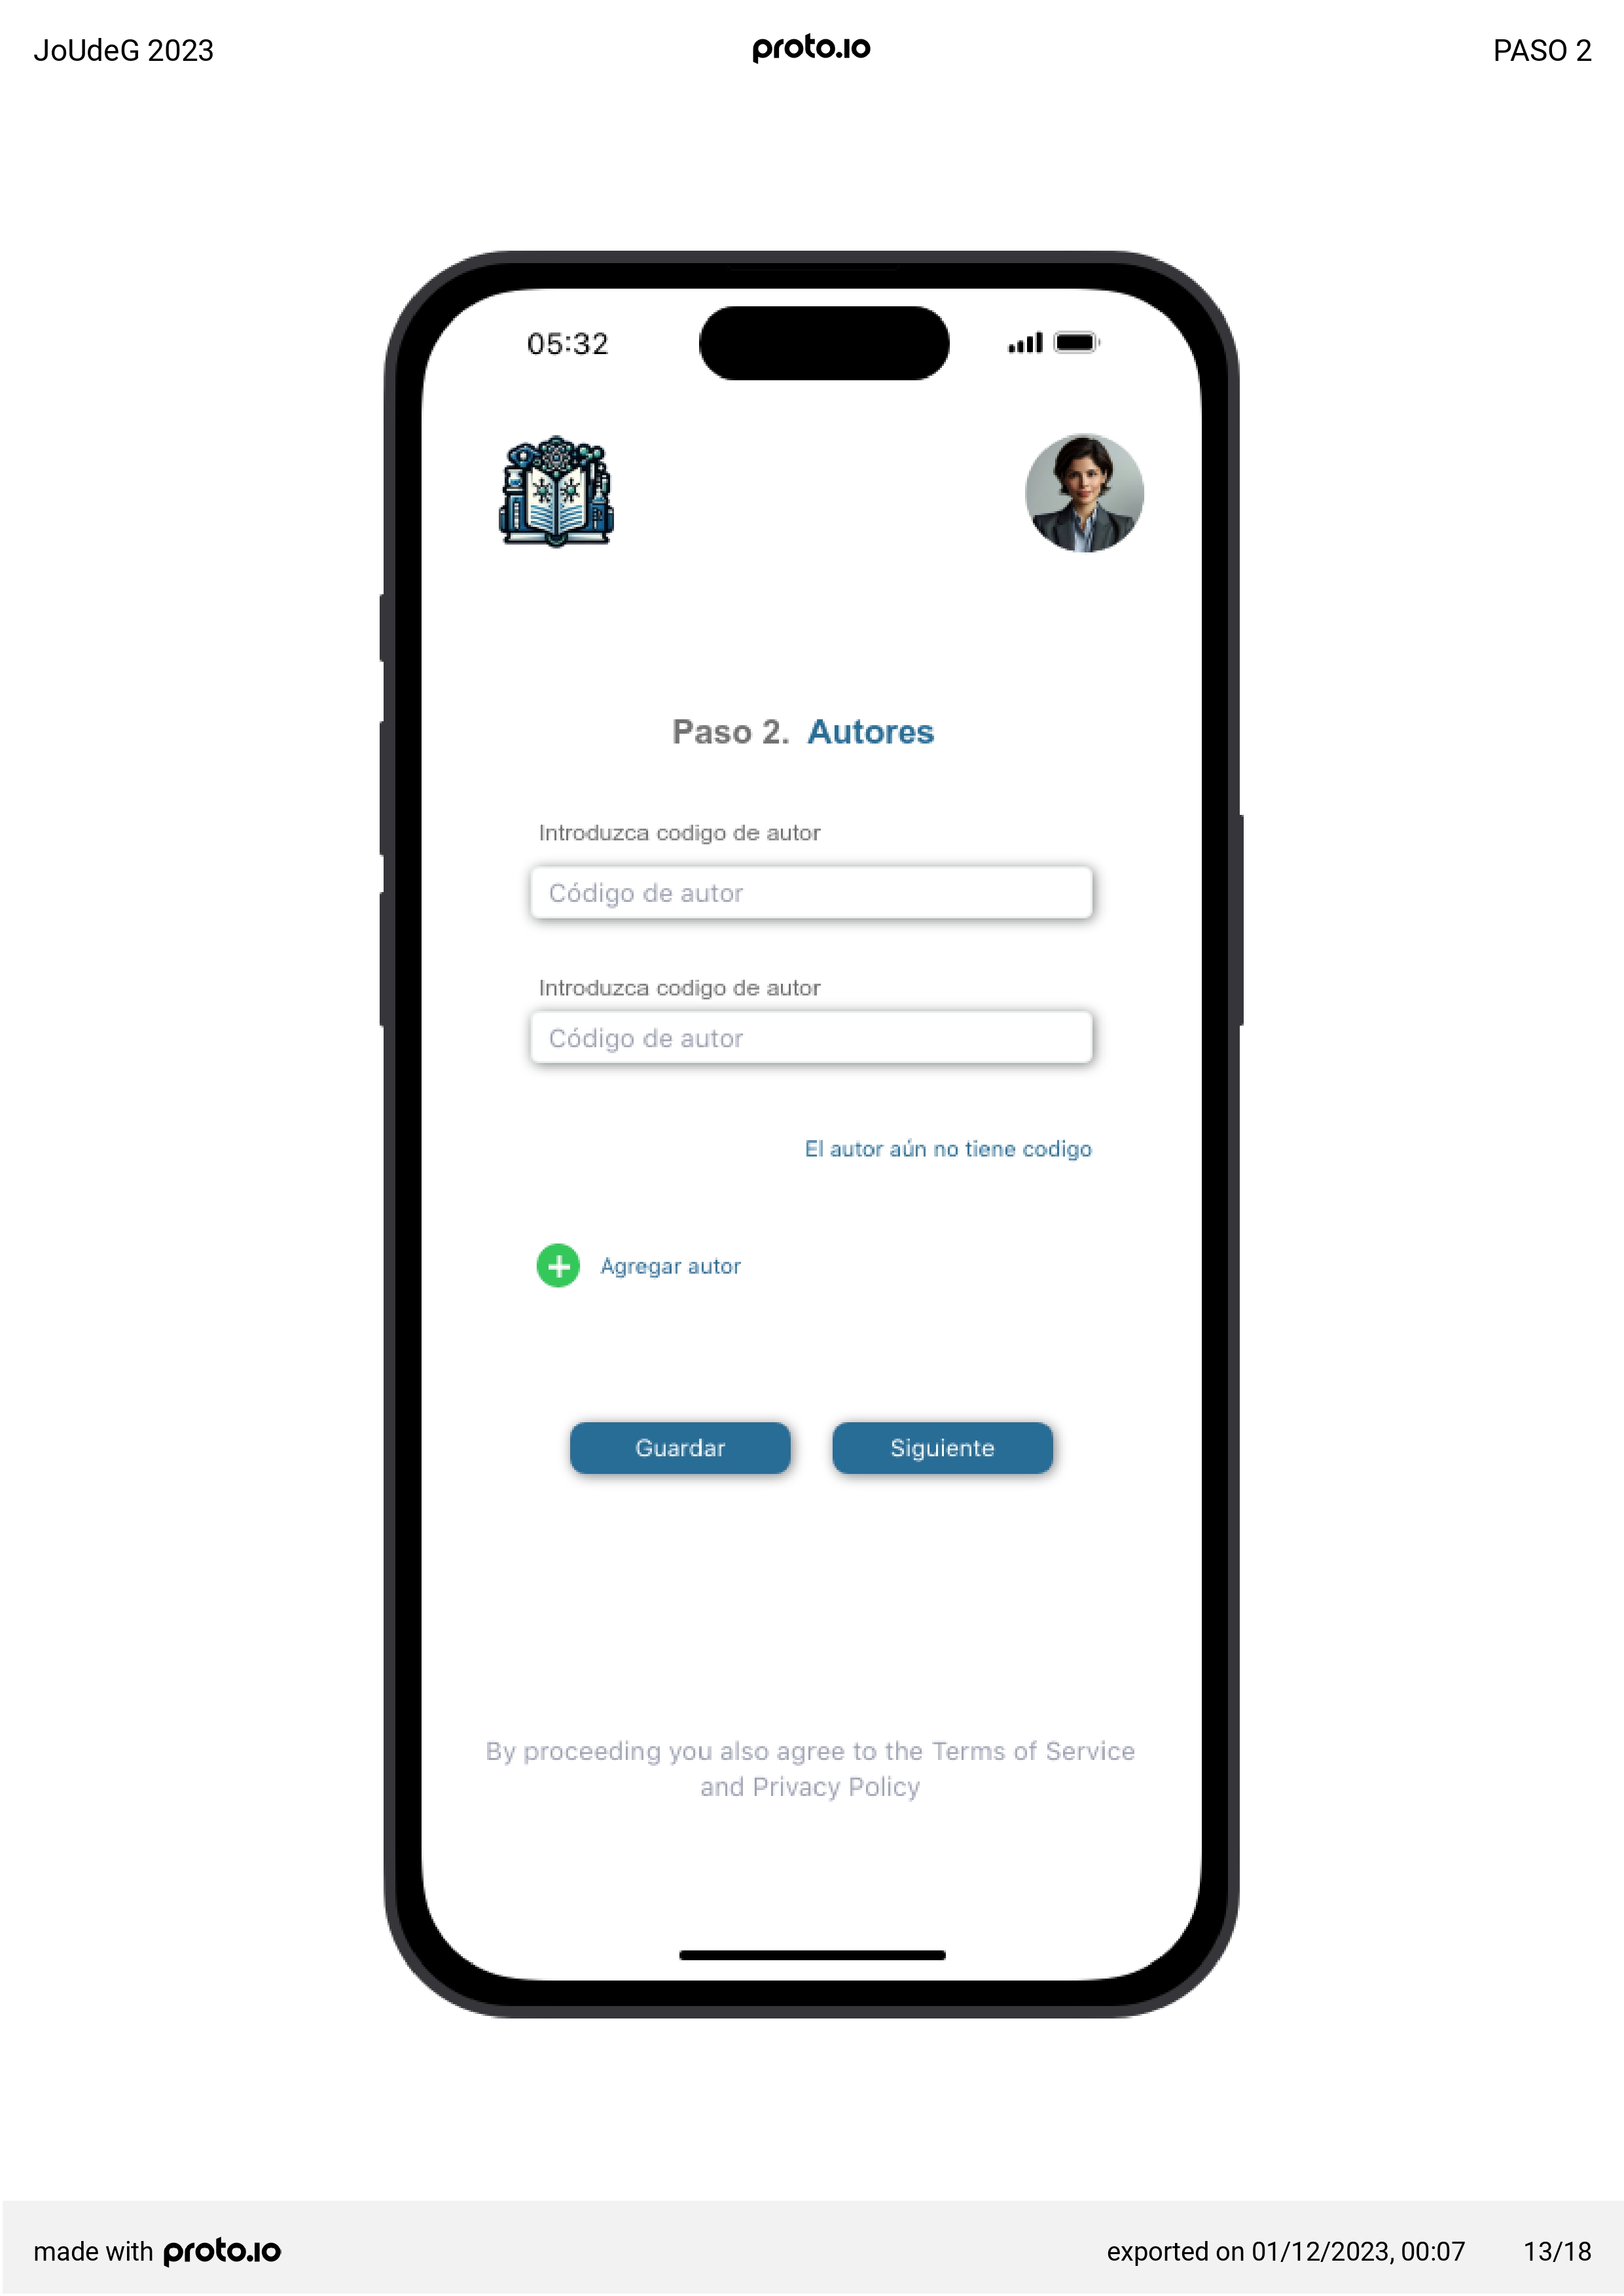 JoUdeG 2023
proto.io
PASO 2
05:32
Paso 2. Autores
Introduzca codigo de autor
Código de autor
Introduzca codigo de autor
Código de autor
El autor aún no tiene codigo
Agregar autor
Guardar
Siguiente
By proceeding you also agree to the Terms of Service
and Privacy Policy
made with proto.io
exported on 01/12/2023, 00:07
13/18